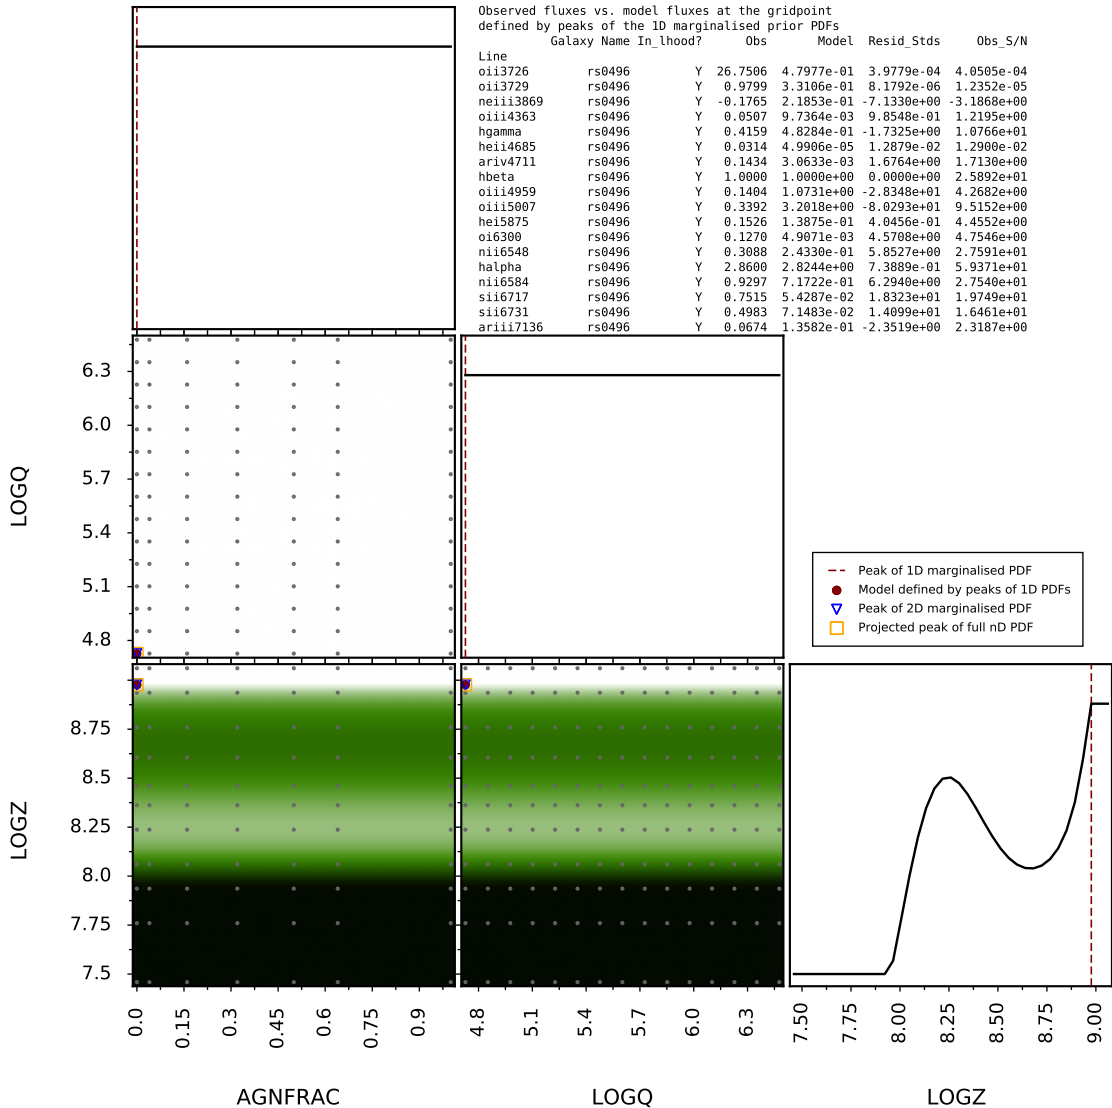 Observed fluxes vs. model fluxes at the gridpoint
defined by peaks of the 1D marginalised prior PDFs
Galaxy Name In_lhood? Obs Model Resid_Stds Obs_S/N
Line
oii3726 rs0496 Y 26.7506 4.7977e-01 3.9779e-04 4.0505e-04
oii3729 rs0496 Y 0.9799 3.3106e-01 8.1792e-06 1.2352e-05
neiii3869 rs0496 Y -0.1765 2.1853e-01 -7.1330e+00 -3.1868e+00
oiii4363 rs0496 Y 0.0507 9.7364e-03 9.8548e-01 1.2195e+00
hgamma rs0496 Y 0.4159 4.8284e-01 -1.7325e+00 1.0766e+01
heii4685 rs0496 Y 0.0314 4.9906e-05 1.2879e-02 1.2900e-02
ariv4711 rs0496 Y 0.1434 3.0633e-03 1.6764e+00 1.7130e+00
hbeta rs0496 Y 1.0000 1.0000e+00 0.0000e+00 2.5892e+01
oiii4959 rs0496 Y 0.1404 1.0731e+00 -2.8348e+01 4.2682e+00
oiii5007 rs0496 Y 0.3392 3.2018e+00 -8.0293e+01 9.5152e+00
hei5875 rs0496 Y 0.1526 1.3875e-01 4.0456e-01 4.4552e+00
oi6300 rs0496 Y 0.1270 4.9071e-03 4.5708e+00 4.7546e+00
nii6548 rs0496 Y 0.3088 2.4330e-01 5.8527e+00 2.7591e+01
halpha rs0496 Y 2.8600 2.8244e+00 7.3889e-01 5.9371e+01
nii6584 rs0496 Y 0.9297 7.1722e-01 6.2940e+00 2.7540e+01
sii6717 rs0496 Y 0.7515 5.4287e-02 1.8323e+01 1.9749e+01
sii6731 rs0496 Y 0.4983 7.1483e-02 1.4099e+01 1.6461e+01
ariii7136 rs0496 Y 0.0674 1.3582e-01 -2.3519e+00 2.3187e+00
6.3
6.0
5.7
5.4
5.1
4.8
LOGQ
Peak of 1D marginalised PDF
Model defined by peaks of 1D PDFs
Peak of 2D marginalised PDF
Projected peak of full nD PDF
8.75
8.5
8.25
8.0
7.75
7.5
LOGZ
0.0 0.15 0.3 0.45 0.6 0.75 0.9
4.8 5.1 5.4 5.7 6.0 6.3
7.50 7.75 8.00 8.25 8.50 8.75 9.00
AGNFRAC LOGQ LOGZ